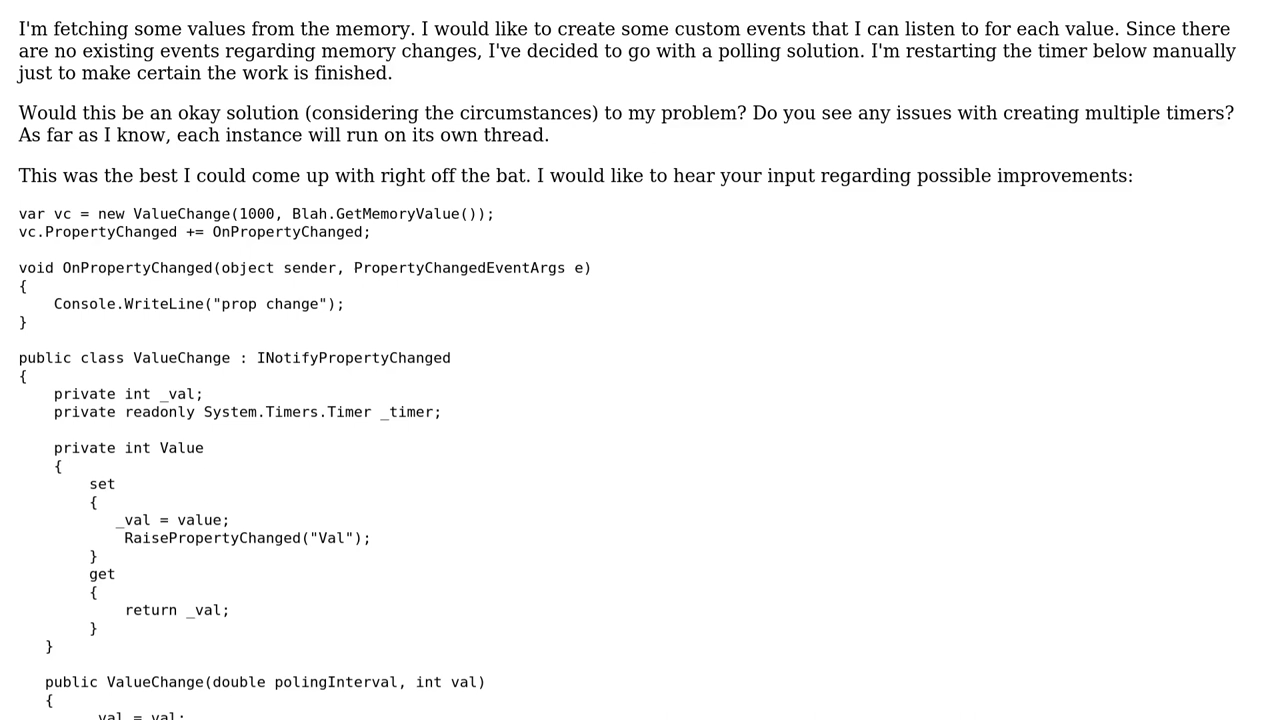 I'm fetching some values from the memory. I would like to create some custom events that I can listen to for each value. Since there
are no existing events regarding memory changes, I've decided to go with a polling solution. I'm restarting the timer below manually
just to make certain the work is finished.
Would this be an okay solution (considering the circumstances) to my problem? Do you see any issues with creating multiple timers?
As far as I know, each instance will run on its own thread.
This was the best I could come up with right off the bat. I would like to hear your input regarding possible improvements:
var vc = new ValueChange(1000, Blah.GetMemoryValue());
vc.PropertyChanged += OnPropertyChanged;
void OnPropertyChanged(object sender, PropertyChangedEventArgs e)
{
    Console.WriteLine("prop change");
}
public class ValueChange : INotifyPropertyChanged
{
    private int _val;
    private readonly System.Timers.Timer _timer;
    private int Value
    {
        set
        {
           _val = value;
            RaisePropertyChanged("Val");
        }
        get
        {
            return _val;
        }
   }
   public ValueChange(double polingInterval, int val)
   {
        _val = val;